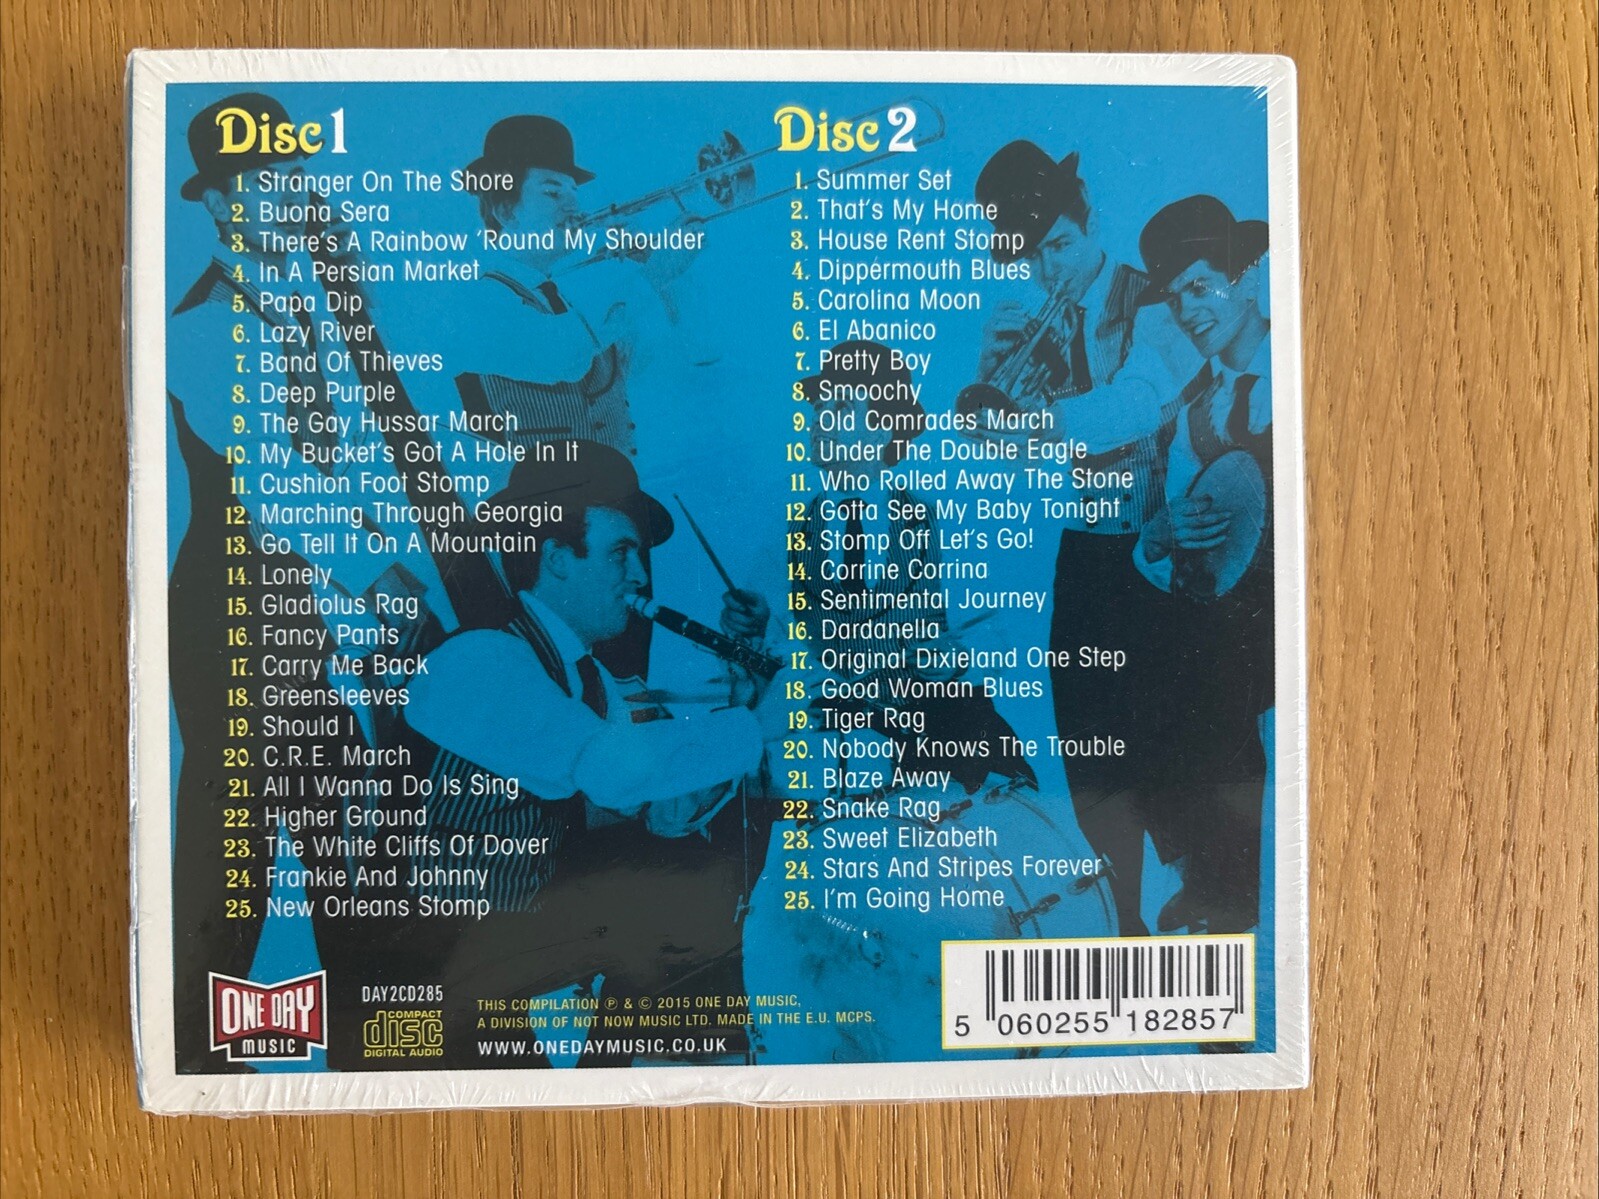 Disc 1
1. Stranger On The Shore
2. Buona Sera
3. There's A Rainbow 'Round My Shoulder
4. In A Persian Market
5. Papa Dip
6. Lazy River
7. Band Of Thieves
8. Deep Purple
9. The Gay Hussar March
10. My Bucket's Got A Hole In It
11. Cushion Foot Stomp
12. Marching Through Georgia
13. Go Tell It On A Mountain
14. Lonely
15. Gladiolus Rag
16. Fancy Pants
17. Carry Me Back
18. Greensleeves
19. Should I
20. C.R.E. March
21. All I Wanna Do Is Sing
22. Higher Ground
23. The White Cliffs Of Dover
24. Frankie And Johnny
25. New Orleans Stomp
Disc 2
1. Summer Set
2. That's My Home
3. House Rent Stomp
4. Dippermouth Blues
5. Carolina Moon
6. El Abanico
7. Pretty Boy
8. Smoochy
9. Old Comrades March
10. Under The Double Eagle
11. Who Rolled Away The Stone
12. Gotta See My Baby Tonight
13. Stomp Off Let's Go!
14. Corrine Corrina
15. Sentimental Journey
16. Dardanella
17. Original Dixieland One Step
18. Good Woman Blues
19. Tiger Rag
20. Nobody Knows The Trouble
21. Blaze Away
22. Snake Rag
23. Sweet Elizabeth
24. Stars And Stripes Forever
25. I'm Going Home
ONE DAY
MUSIC
DAY2CD285
COMPACT
disc
DIGITAL AUDIO
THIS COMPILATION ℗ & © 2015 ONE DAY MUSIC,
A DIVISION OF NOT NOW MUSIC LTD. MADE IN THE E.U. MCPS.
WWW.ONEDAYMUSIC.CO.UK
5 060255 182857